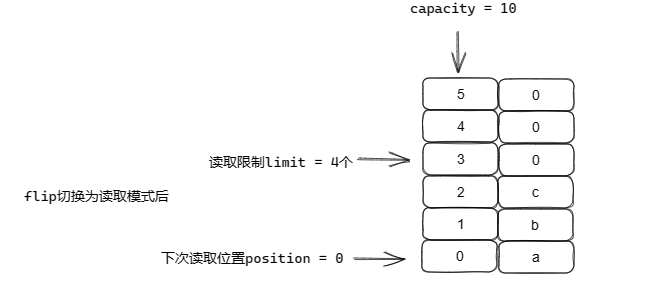 capacity = 10
5 0
4 0
读取限制limit = 4个
3 0
flip切换为读取模式后
2 c
1 b
下次读取位置position = 0
0 a